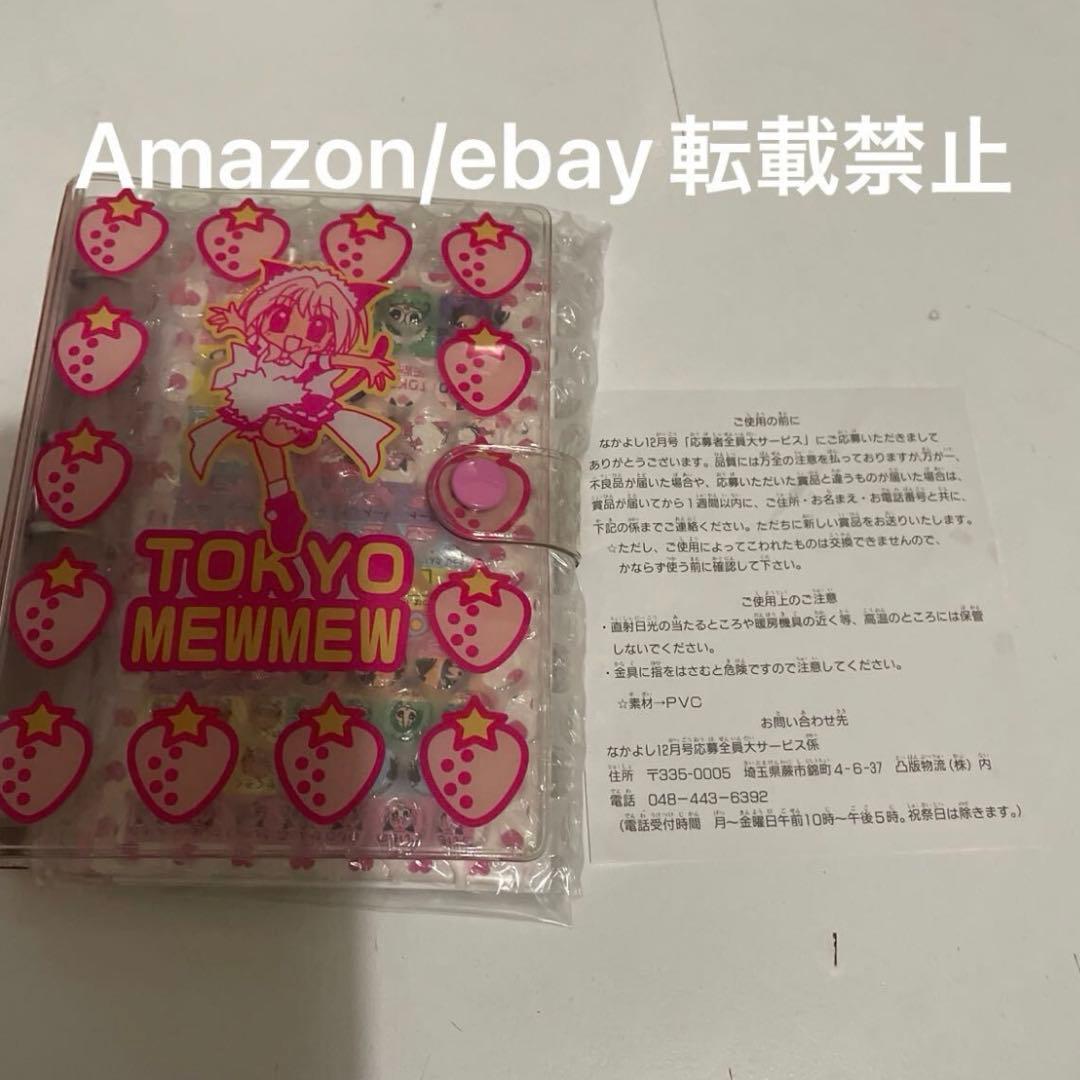 Amazon/ebay転載禁止
TOKYO
MEWMEW
ご使用の前に
なかよし12月号「応募者全員大サービス」にご応募いただきまして
ありがとうございます。品質には万全の注意を払っておりますが、万が一、
不良品が届いた場合や、応募いただいた賞品と違うものが届いた場合は、
賞品が届いてから1週間以内に、ご住所・お名まえ・お電話番号と共に、
下記の係までご連絡ください。ただちに新しい賞品をお送りいたします。
☆ただし、ご使用によってこわれたものは交換できませんので、
かならず使う前に確認して下さい。
ご使用上のご注意
・直射日光の当たるところや暖房機具の近く等、高温のところには保管
しないでください。
・金具に指をはさむと危険ですので注意してください。
☆素材→PVC
お問い合わせ先
なかよし12月号応募全員大サービス係
住所 〒335-0005 埼玉県蕨市錦町4-6-37 凸版物流(株)内
電話 048-443-6392
(電話受付時間 月〜金曜日午前10時〜午後5時。祝祭日は除きます。)